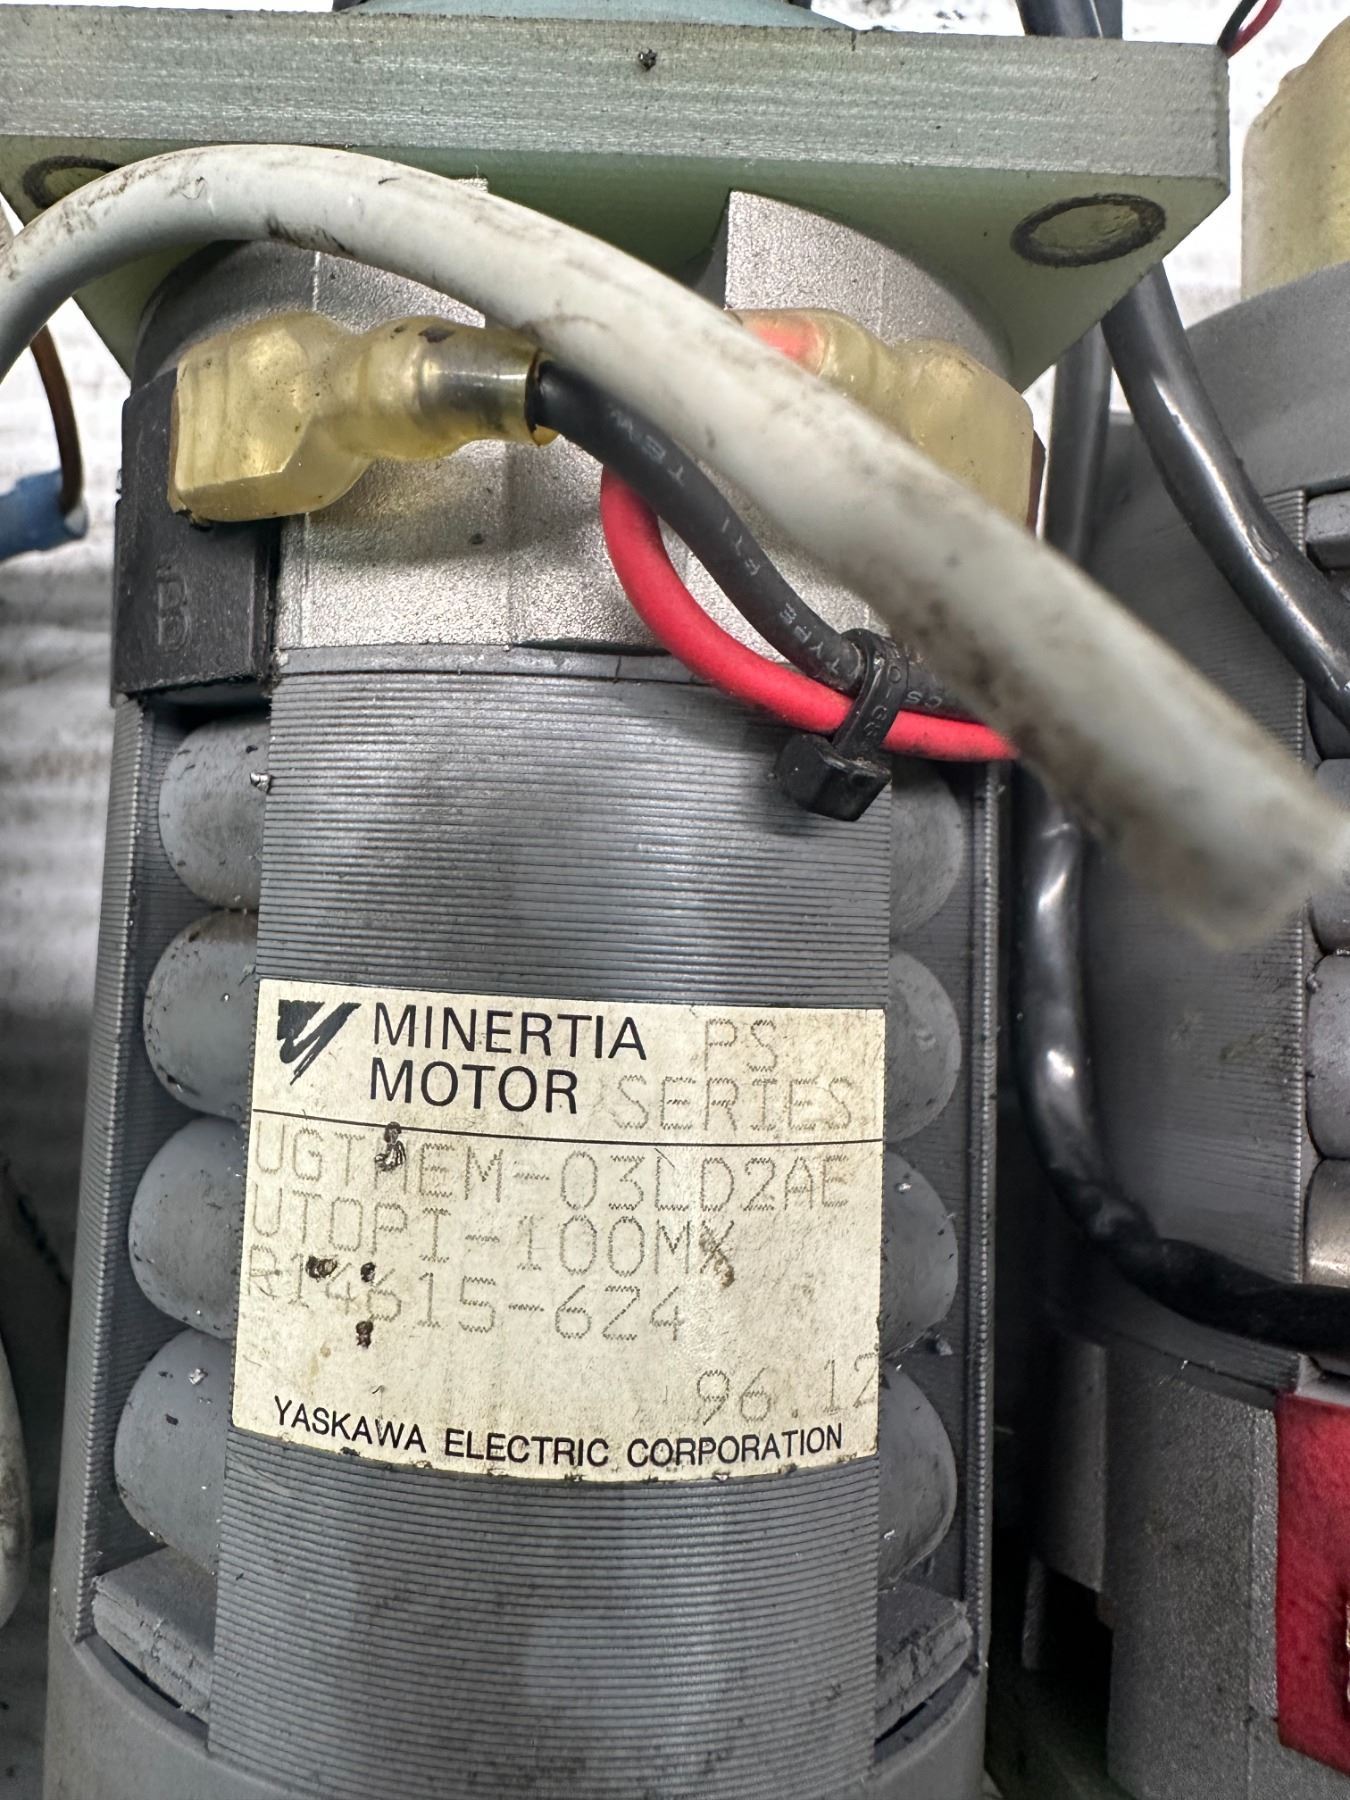 B
MINERTIA PS
MOTOR SERIES
UGTMEM-03LD2AE
UTOPI-100MX
R14615-624
96.12
YASKAWA ELECTRIC CORPORATION